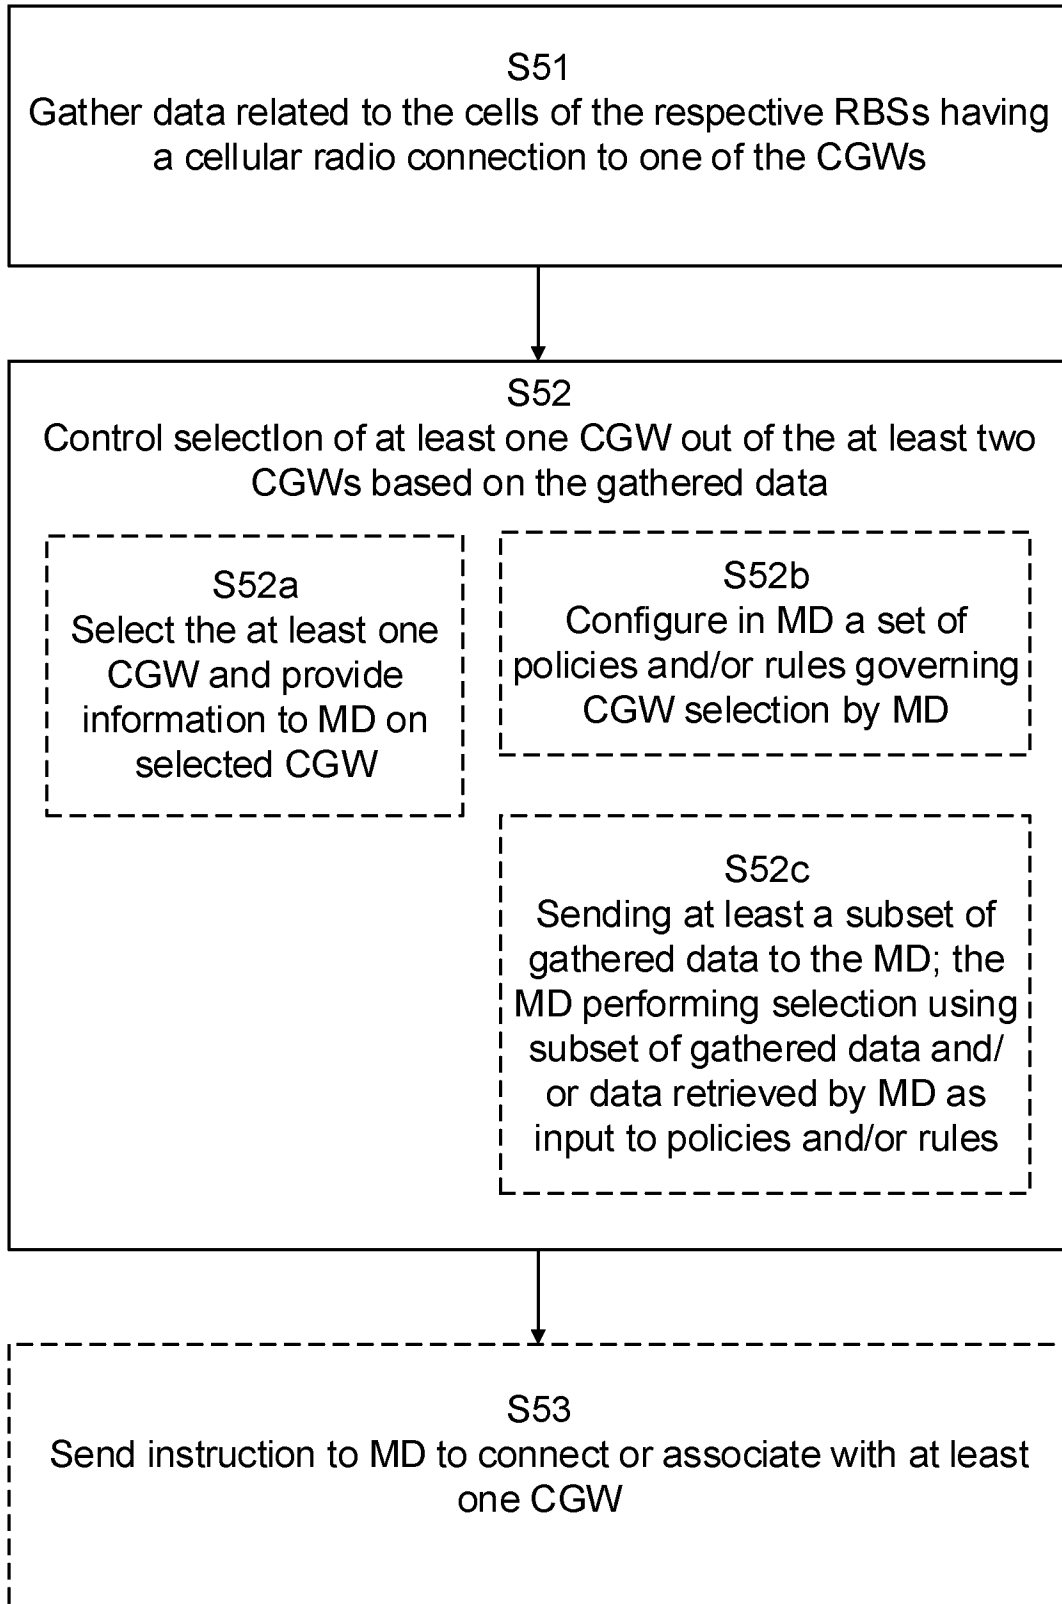 S51
Gather data related to the cells of the respective RBSs having
a cellular radio connection to one of the CGWs
S52
Control selectIon of at least one CGW out of the at least two
CGWs based on the gathered data
S52a
Select the at least one
CGW and provide
information to MD on
selected CGW
S52b
Configure in MD a set of
policies and/or rules governing
CGW selection by MD
S52c
Sending at least a subset of
gathered data to the MD; the
MD performing selection using
subset of gathered data and/
or data retrieved by MD as
input to policies and/or rules
S53
Send instruction to MD to connect or associate with at least
one CGW